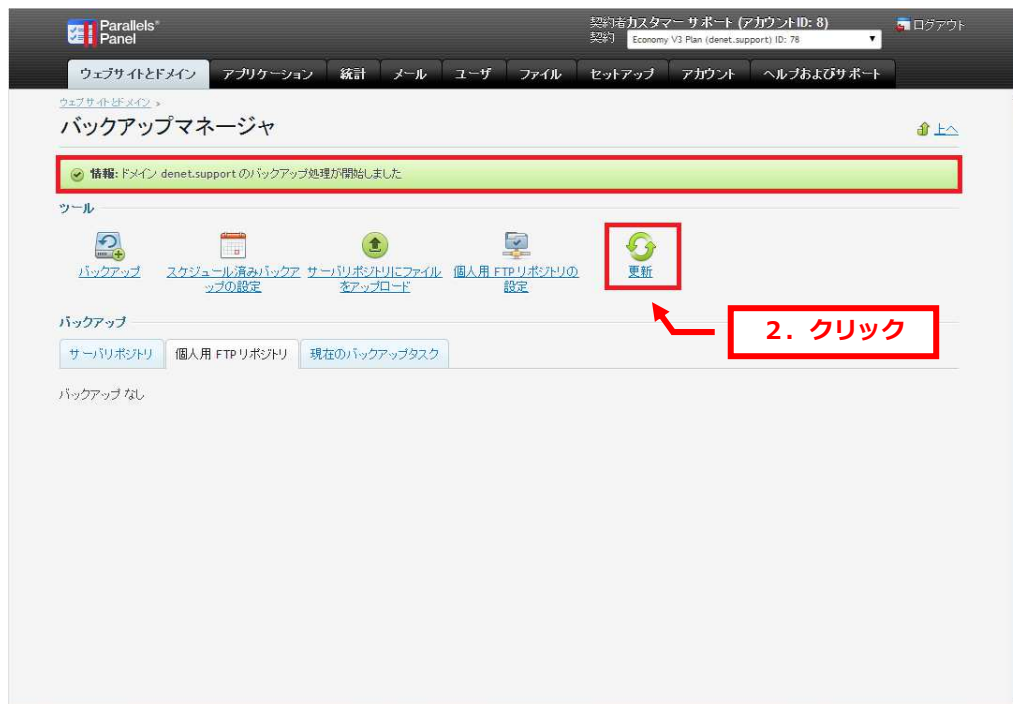 Parallels®
Panel
契約者カスタマー サポート (アカウントID: 8)
契約 Economy V3 Plan (denet.support) ID: 78
ログアウト
ウェブサイトとドメイン アプリケーション 統計 メール ユーザ ファイル セットアップ アカウント ヘルプおよびサポート
ウェブサイトとドメイン »
バックアップマネージャ
上へ
情報: ドメイン denet.support のバックアップ処理が開始しました
ツール
バックアップ
スケジュール済みバックア
ップの設定
サーバリポジトリにファイル
をアップロード
個人用 FTP リポジトリの
設定
更新
2．クリック
バックアップ
サーバリポジトリ 個人用 FTP リポジトリ 現在のバックアップタスク
バックアップ なし